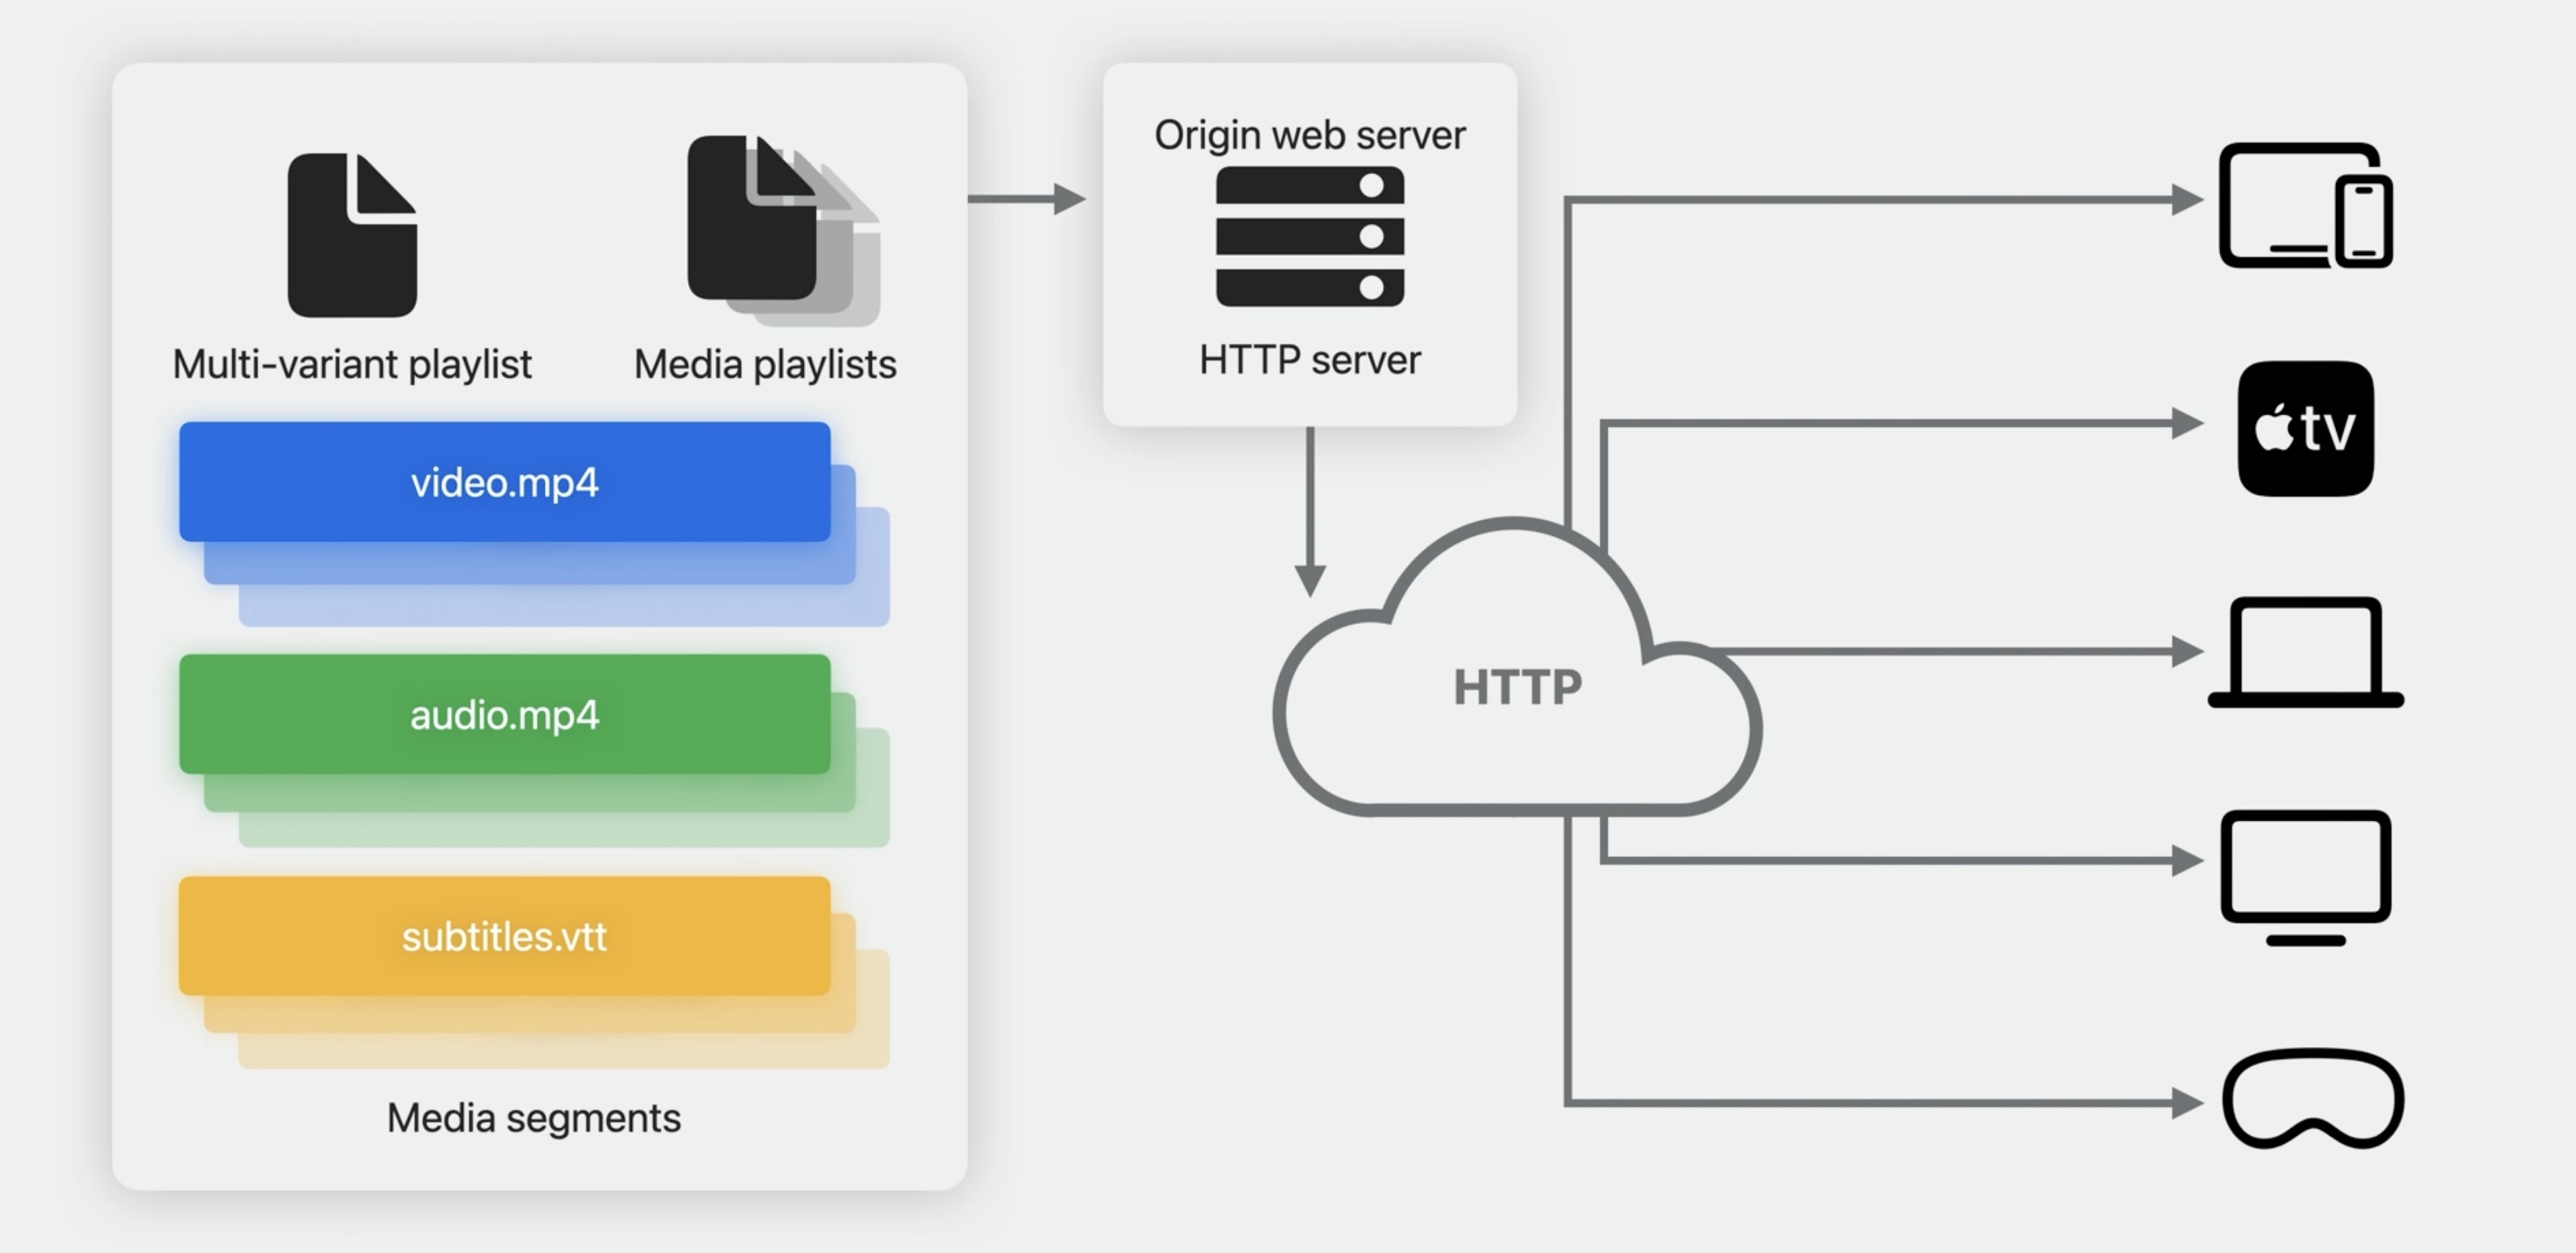 Multi-variant playlist
Media playlists
video.mp4
audio.mp4
subtitles.vtt
Media segments
Origin web server
HTTP server
HTTP
tv